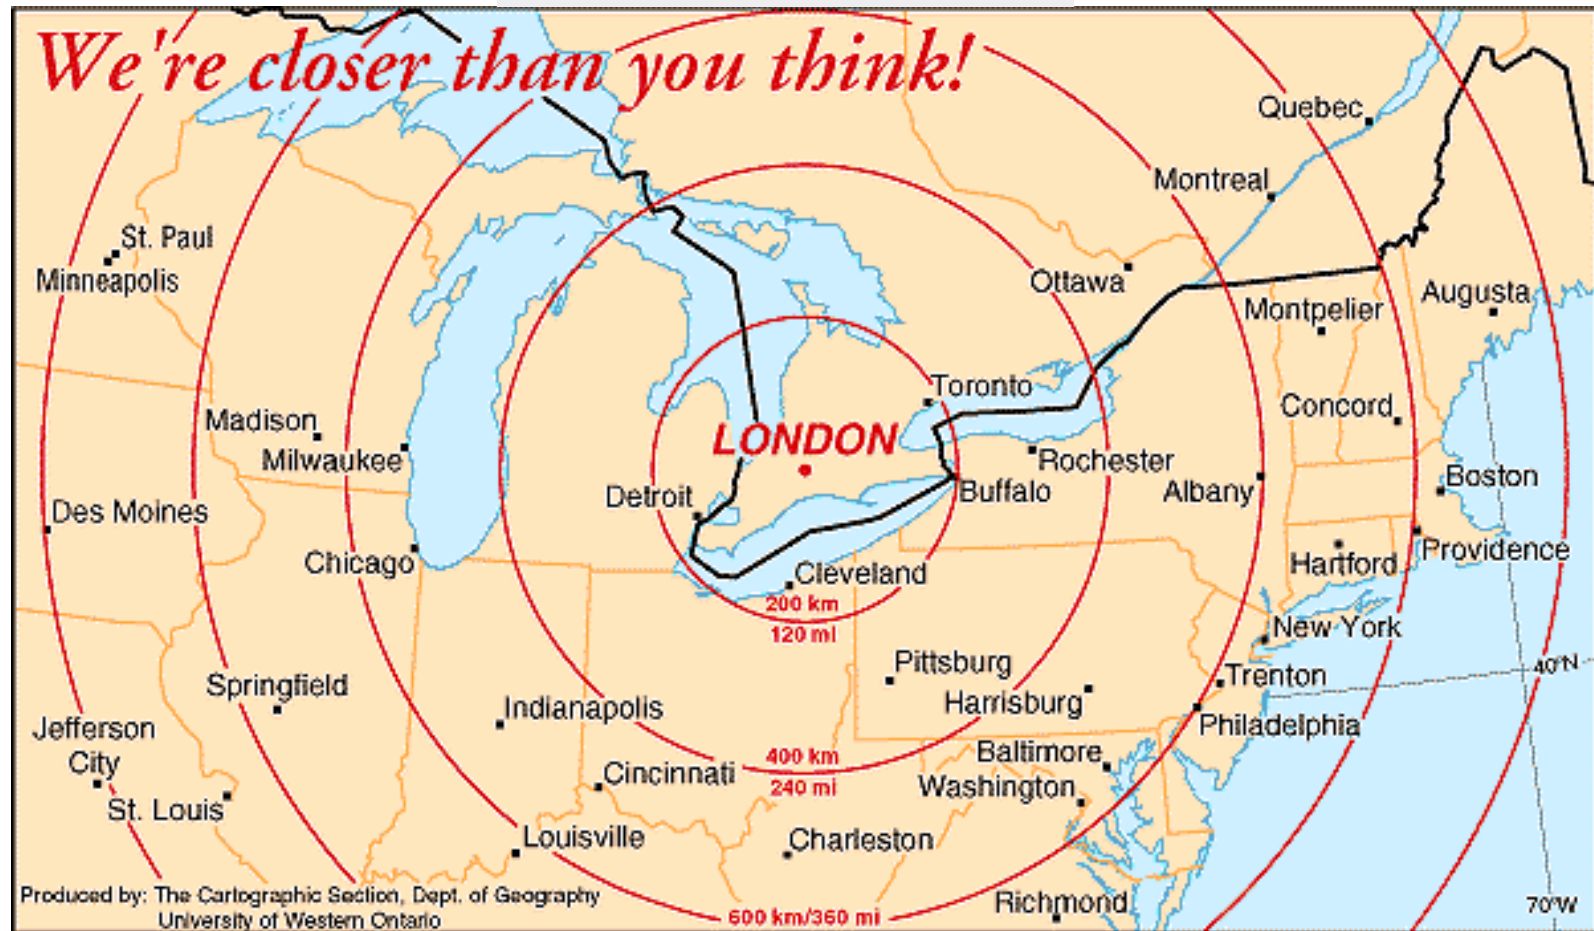 We're closer than you think!
Quebec
Montreal
St. Paul
Minneapolis
Ottawa
Augusta
Montpelier
Toronto
Madison
Concord
LONDON
Milwaukee
Rochester
Boston
Detroit
Buffalo
Albany
Des Moines
Chicago
Cleveland
Hartford
Providence
200 km
120 mi
New York
Pittsburg
Trenton
40°N
Springfield
Indianapolis
Harrisburg
Philadelphia
Jefferson
City
400 km
240 mi
Baltimore
Cincinnati
Washington
St. Louis
Louisville
Charleston
Produced by: The Cartographic Section, Dept. of Geography
University of Western Ontario
Richmond
70°W
600 km/360 mi